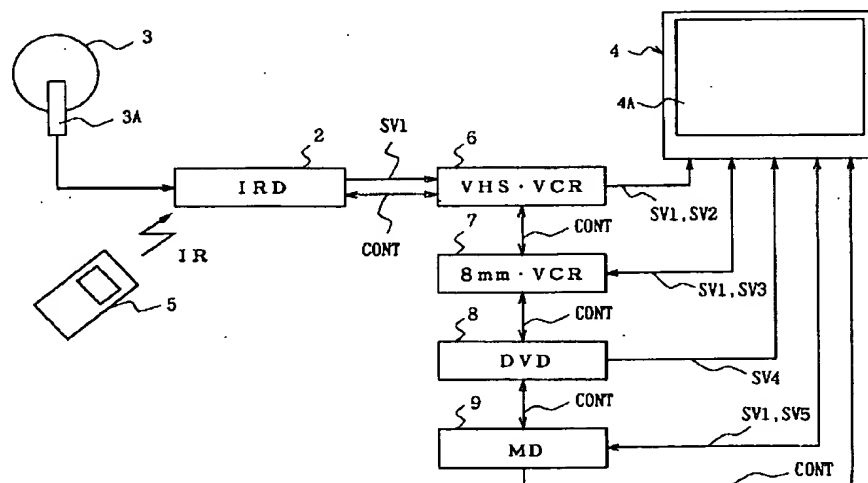 3
4
3A
4A
SV1
2
6
IRD
VHS·VCR
SV1,SV2
CONT
CONT
IR
7
8mm·VCR
SV1,SV3
5
8
CONT
DVD
SV4
9
CONT
MD
SV1,SV5
CONT